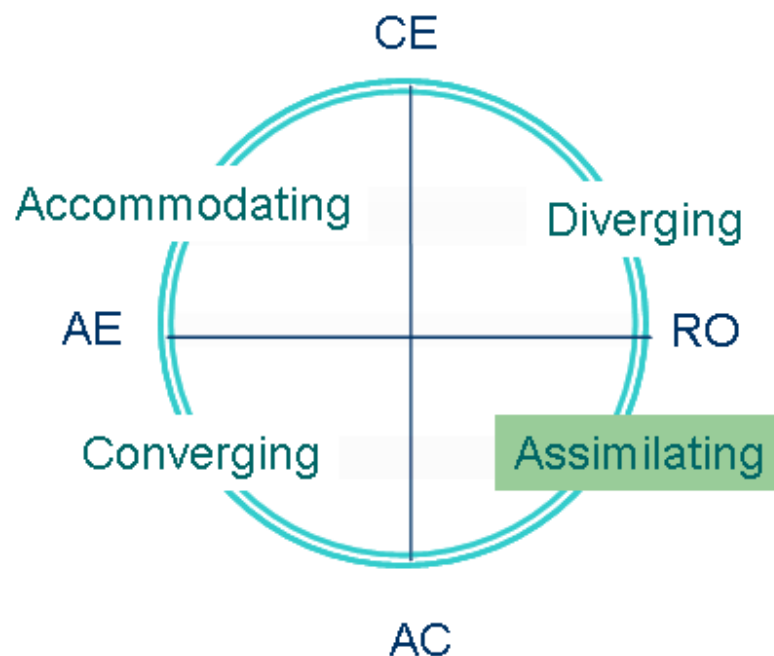 CE
Accommodating
Diverging
AE
RO
Converging
Assimilating
AC